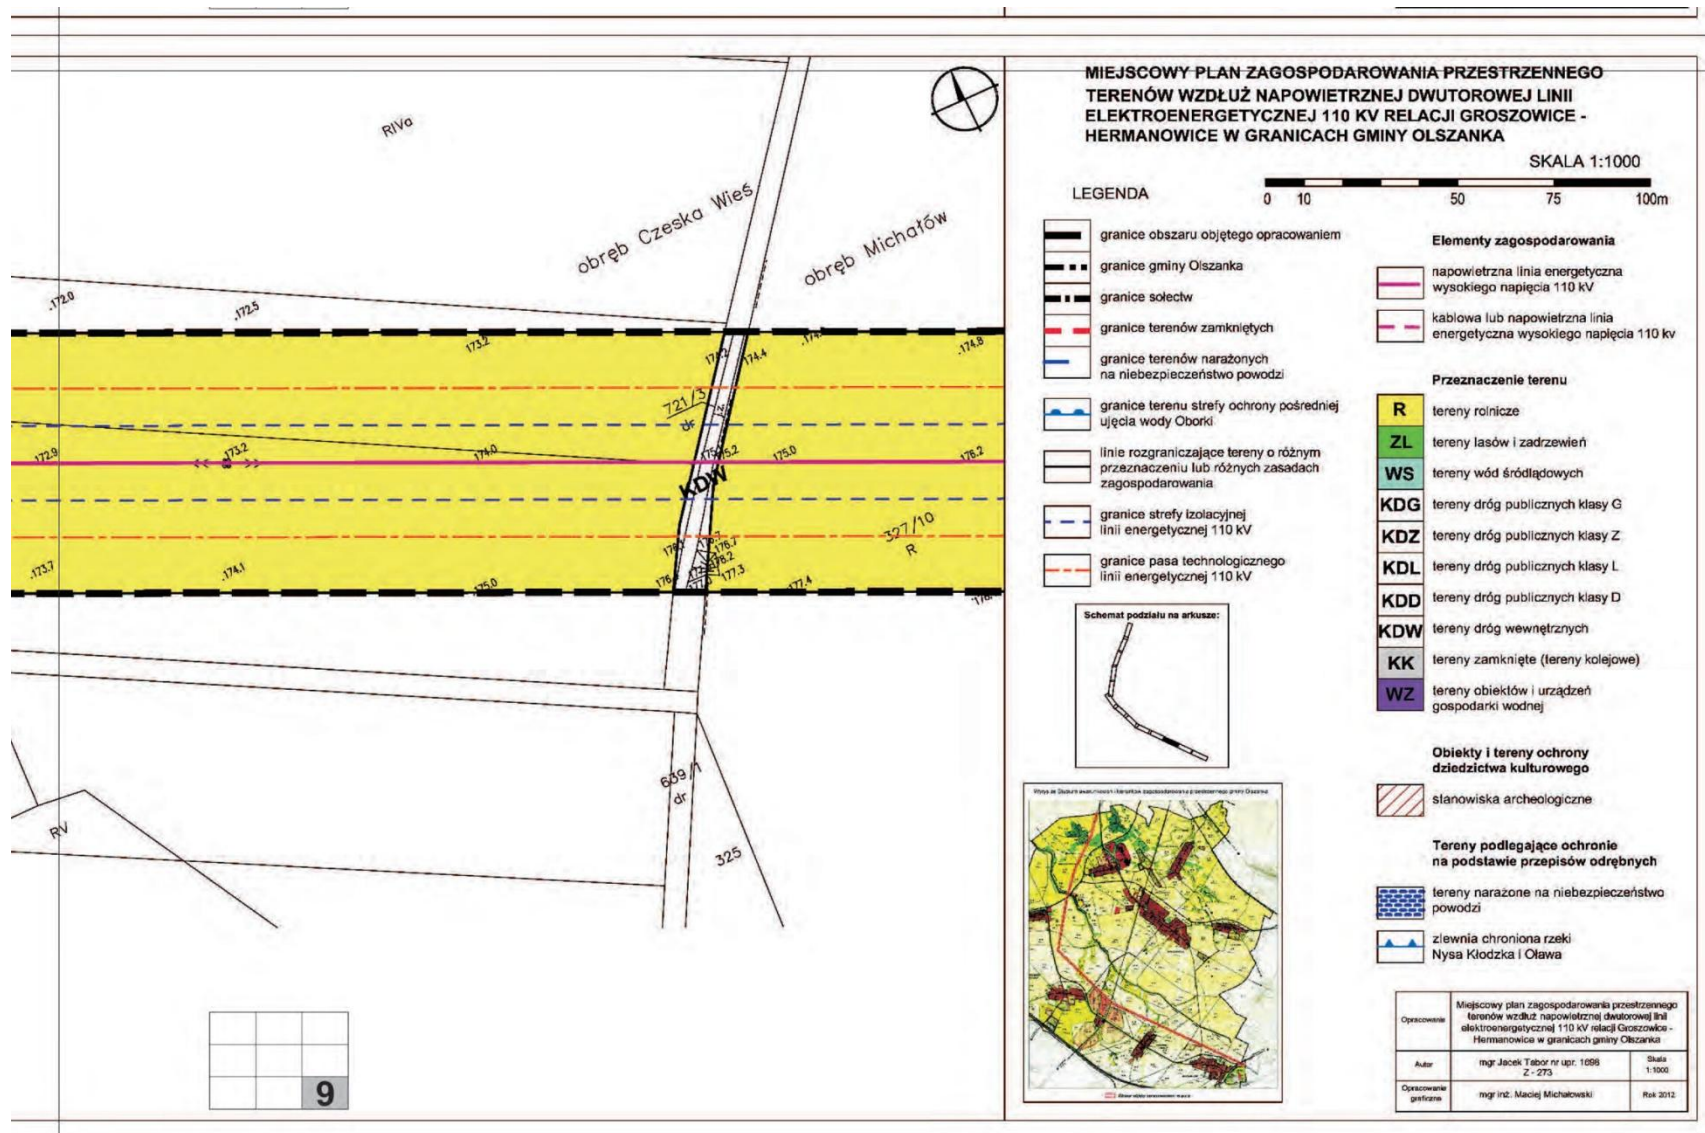 RIVa
obręb Czeska Wieś
obręb Michałów
.172.0
.172.5
173.2
174.2
174.4
.174.8
721/3
dr
172.9
173.2
174.0
175.2
175.0
176.2
KDW
327/10
R
176.7
178.2
177.3
.173.7
.174.1
175.0
177.4
639/1
dr
325
RV
9
MIEJSCOWY PLAN ZAGOSPODAROWANIA PRZESTRZENNEGO
TERENÓW WZDŁUŻ NAPOWIETRZNEJ DWUTOROWEJ LINII
ELEKTROENERGETYCZNEJ 110 KV RELACJI GROSZOWICE -
HERMANOWICE W GRANICACH GMINY OLSZANKA
SKALA 1:1000
0 10 50 75 100m
LEGENDA
granice obszaru objętego opracowaniem
granice gminy Olszanka
granice sołectw
granice terenów zamkniętych
granice terenów narażonych
na niebezpieczeństwo powodzi
granice terenu strefy ochrony pośredniej
ujęcia wody Oborki
linie rozgraniczające tereny o różnym
przeznaczeniu lub różnych zasadach
zagospodarowania
granice strefy izolacyjnej
linii energetycznej 110 kV
granice pasa technologicznego
linii energetycznej 110 kV
Schemat podziału na arkusze:
Elementy zagospodarowania
napowietrzna linia energetyczna
wysokiego napięcia 110 kV
kablowa lub napowietrzna linia
energetyczna wysokiego napięcia 110 kv
Przeznaczenie terenu
R tereny rolnicze
ZL tereny lasów i zadrzewień
WS tereny wód śródlądowych
KDG tereny dróg publicznych klasy G
KDZ tereny dróg publicznych klasy Z
KDL tereny dróg publicznych klasy L
KDD tereny dróg publicznych klasy D
KDW tereny dróg wewnętrznych
KK tereny zamknięte (tereny kolejowe)
WZ tereny obiektów i urządzeń
gospodarki wodnej
Obiekty i tereny ochrony
dziedzictwa kulturowego
stanowiska archeologiczne
Tereny podlegające ochronie
na podstawie przepisów odrębnych
tereny narażone na niebezpieczeństwo
powodzi
zlewnia chroniona rzeki
Nysa Kłodzka i Oława
Opracowanie
Miejscowy plan zagospodarowania przestrzennego
terenów wzdłuż napowietrznej dwutorowej linii
elektroenergetycznej 110 kV relacji Groszowice -
Hermanowice w granicach gminy Olszanka
Autor
mgr Jacek Tabor nr upr. 1698
Z - 273
Skala
1:1000
Opracowanie
graficzne
mgr inż. Maciej Michałowski
Rok 2012